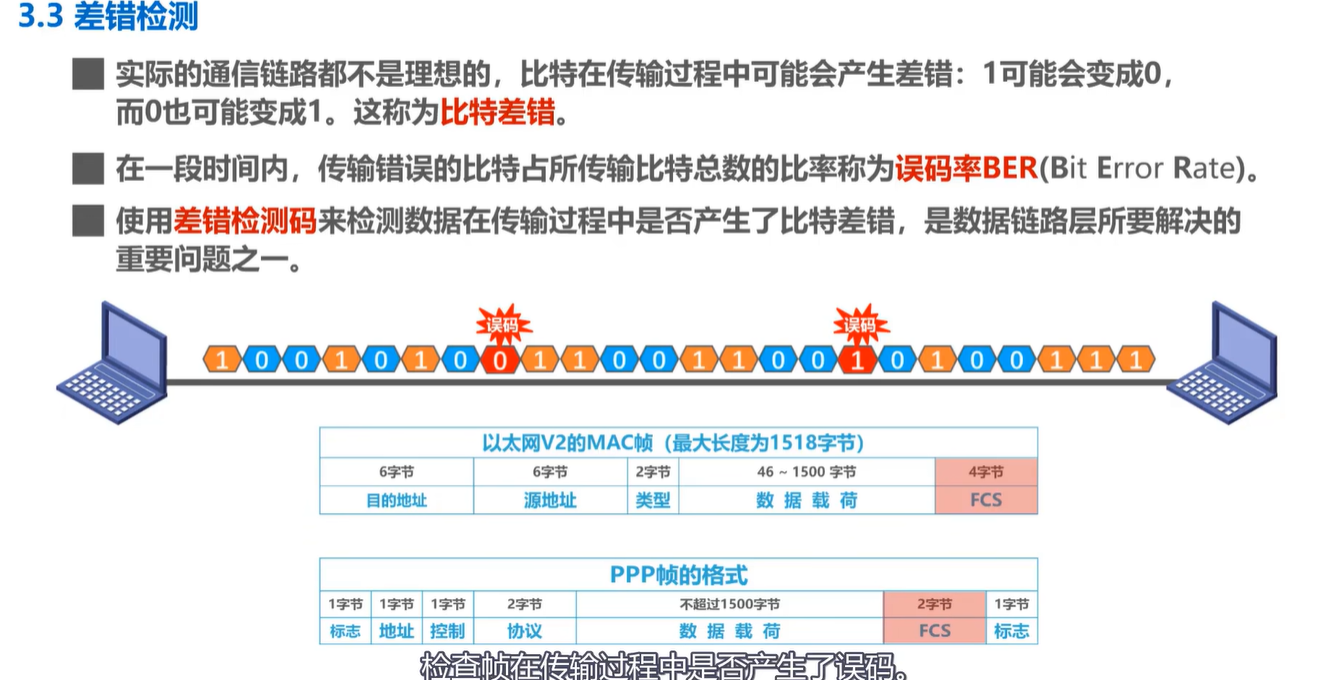 3.3 差错检测
实际的通信链路都不是理想的，比特在传输过程中可能会产生差错：1可能会变成0，
而0也可能变成1。这称为比特差错。
在一段时间内，传输错误的比特占所传输比特总数的比率称为误码率BER(Bit Error Rate)。
使用差错检测码来检测数据在传输过程中是否产生了比特差错，是数据链路层所要解决的
重要问题之一。
误码 误码
1 0 0 1 0 1 0 0 1 1 0 0 1 1 0 0 1 0 1 0 0 1 1 1
以太网V2的MAC帧（最大长度为1518字节）
6字节 6字节 2字节 46 ~ 1500 字节 4字节
目的地址 源地址 类型 数 据 载 荷 FCS
PPP帧的格式
1字节 1字节 1字节 2字节 不超过1500字节 2字节 1字节
标志 地址 控制 协议 数 据 载 荷 FCS 标志
检查帧在传输过程中是否产生了误码。